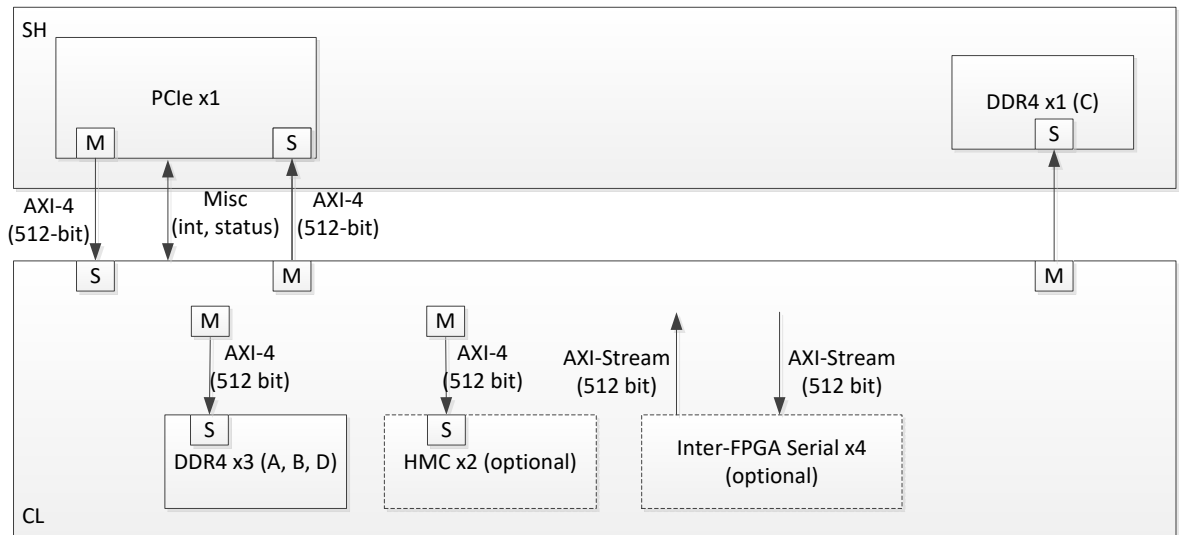 SH
PCIe x1
DDR4 x1 (C)
M
S
S
AXI-4
(512-bit)
Misc
(int, status)
AXI-4
(512-bit)
S
M
M
M
M
AXI-4
(512 bit)
AXI-4
(512 bit)
AXI-Stream
(512 bit)
AXI-Stream
(512 bit)
S
DDR4 x3 (A, B, D)
S
HMC x2 (optional)
Inter-FPGA Serial x4
(optional)
CL